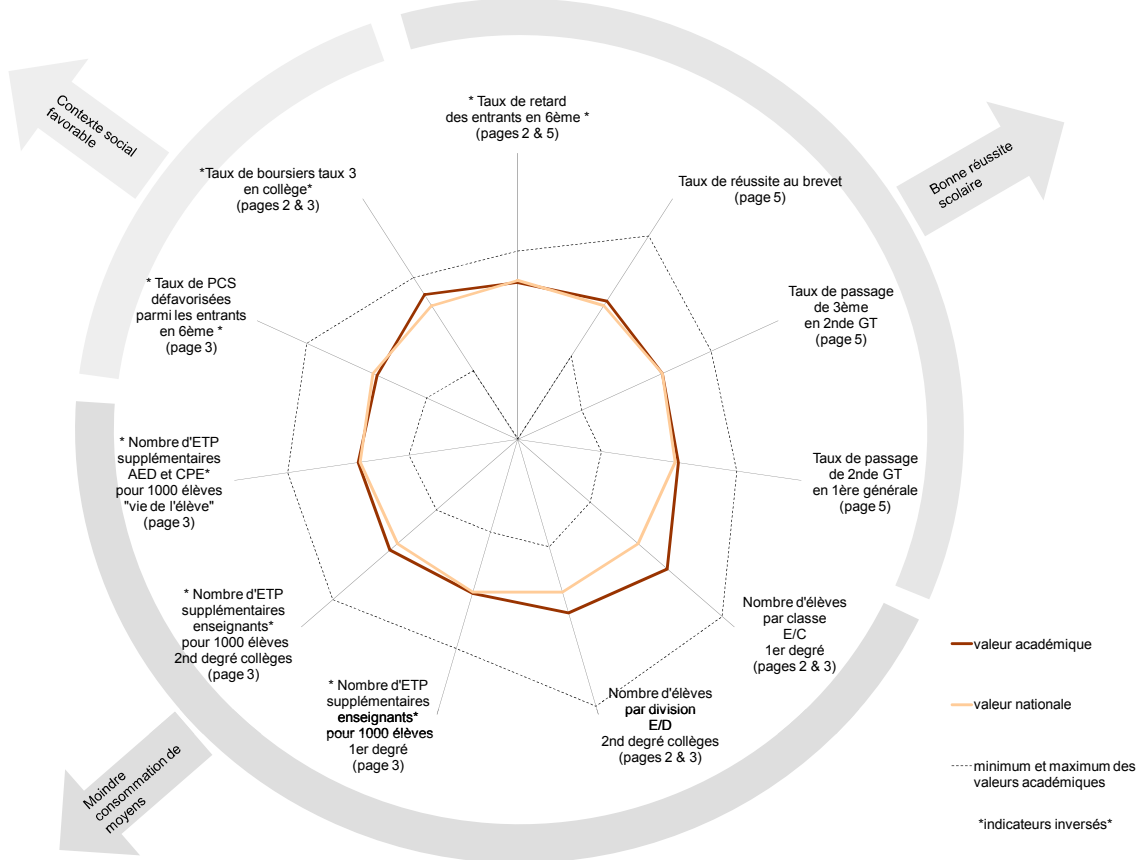 Contexte social
favorable
* Taux de retard
des entrants en 6ème *
(pages 2 & 5)
Bonne réussite
scolaire
*Taux de boursiers taux 3
en collège*
(pages 2 & 3)
Taux de réussite au brevet
(page 5)
* Taux de PCS
défavorisées
parmi les entrants
en 6ème *
(page 3)
Taux de passage
de 3ème
en 2nde GT
(page 5)
* Nombre d'ETP
supplémentaires
AED et CPE*
pour 1000 élèves
"vie de l'élève"
(page 3)
Taux de passage
de 2nde GT
en 1ère générale
(page 5)
* Nombre d'ETP
supplémentaires
enseignants*
pour 1000 élèves
2nd degré collèges
(page 3)
Nombre d'élèves
par classe
E/C
1er degré
(pages 2 & 3)
* Nombre d'ETP
supplémentaires
enseignants*
pour 1000 élèves
1er degré
(page 3)
Nombre d'élèves
par division
E/D
2nd degré collèges
(pages 2 & 3)
Moindre
consommation de
moyens
valeur académique
valeur nationale
minimum et maximum des
valeurs académiques
*indicateurs inversés*